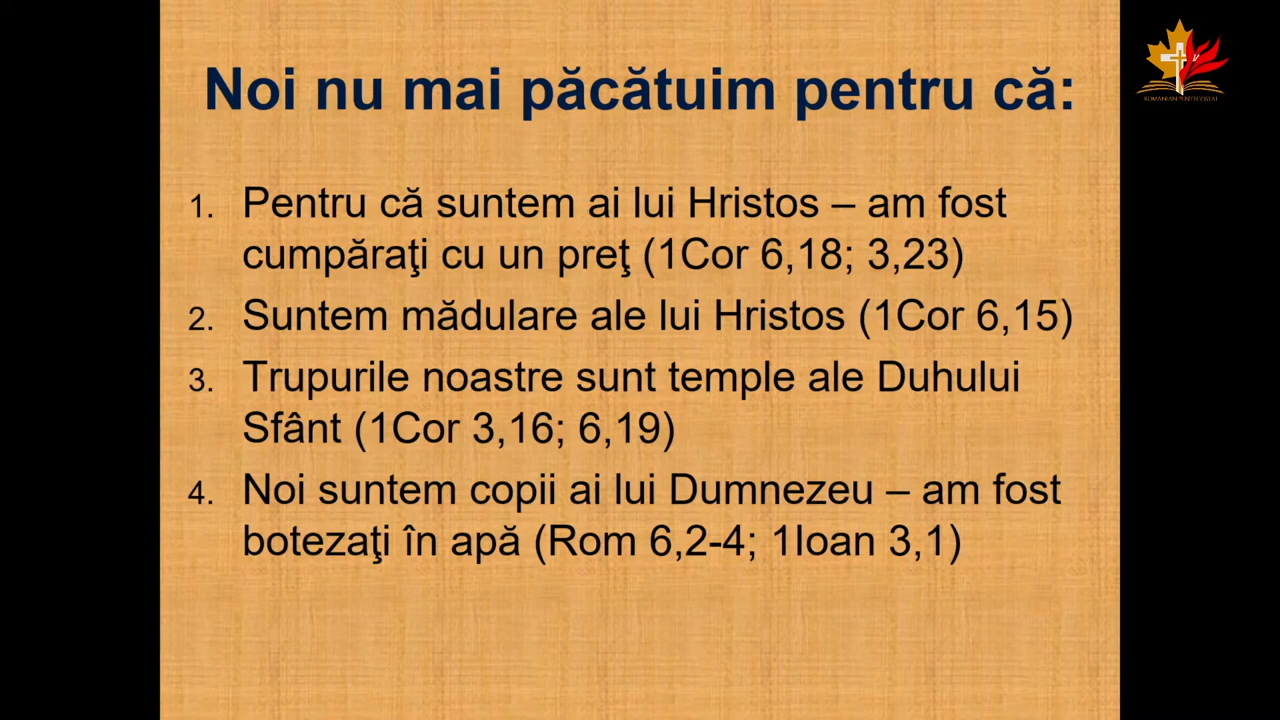 Noi nu mai păcătuim pentru că:
1. Pentru că suntem ai lui Hristos – am fost
cumpăraţi cu un preţ (1Cor 6,18; 3,23)
2. Suntem mădulare ale lui Hristos (1Cor 6,15)
3. Trupurile noastre sunt temple ale Duhului
Sfânt (1Cor 3,16; 6,19)
4. Noi suntem copii ai lui Dumnezeu – am fost
botezaţi în apă (Rom 6,2-4; 1Ioan 3,1)
ROMANIAN PENTECOSTAL